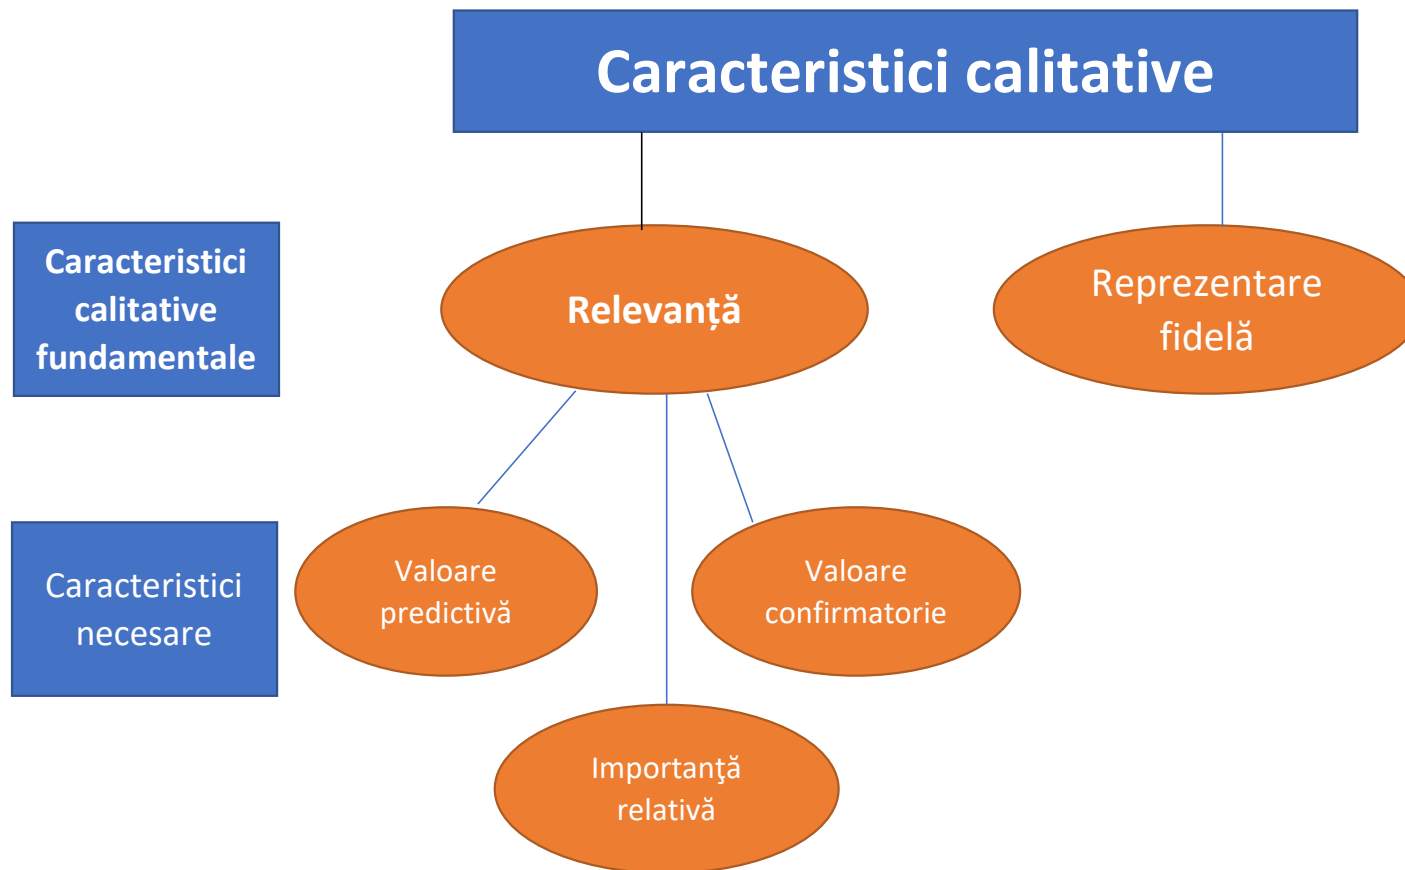 Caracteristici calitative
Caracteristici
calitative
fundamentale
Relevanță
Reprezentare
fidelă
Caracteristici
necesare
Valoare
predictivă
Valoare
confirmatorie
Importanţă
relativă